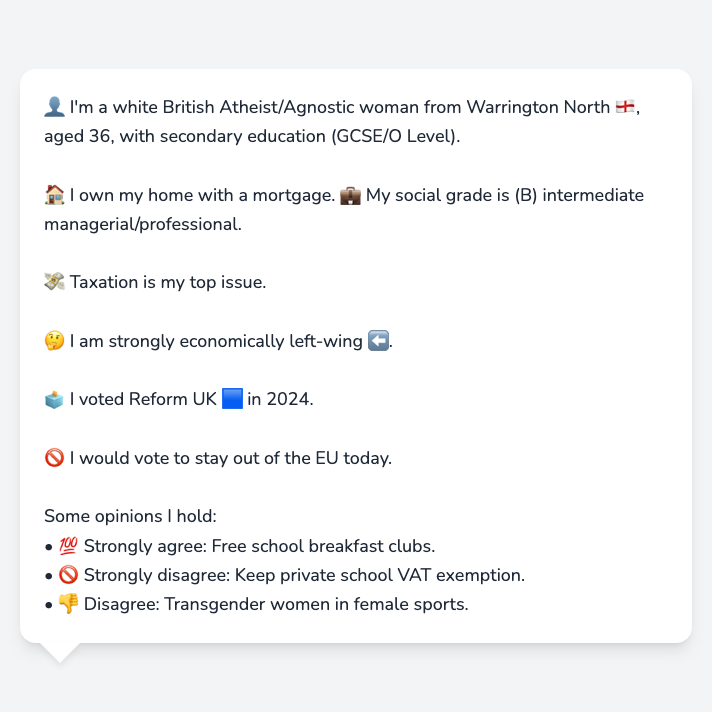 👤 I'm a white British Atheist/Agnostic woman from Warrington North 🏴󠁧󠁢󠁥󠁮󠁧󠁿,
aged 36, with secondary education (GCSE/O Level).
🏠 I own my home with a mortgage. 💼 My social grade is (B) intermediate
managerial/professional.
💸 Taxation is my top issue.
🤔 I am strongly economically left-wing ⬅️.
🗳️ I voted Reform UK 🟦 in 2024.
🚫 I would vote to stay out of the EU today.
Some opinions I hold:
• 💯 Strongly agree: Free school breakfast clubs.
• 🚫 Strongly disagree: Keep private school VAT exemption.
• 👎 Disagree: Transgender women in female sports.